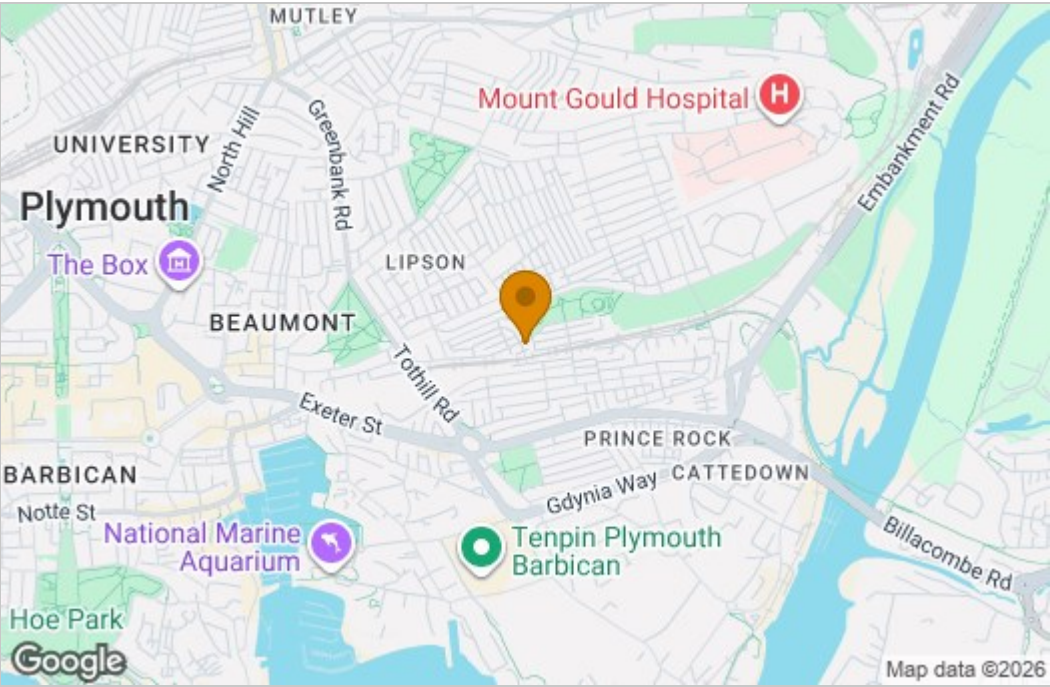 MUTLEY
Mount Gould Hospital
H
Embankment Rd
Greenbank Rd
North Hill
UNIVERSITY
Plymouth
The Box
LIPSON
BEAUMONT
Tothill Rd
Exeter St
PRINCE ROCK
CATTEDOWN
BARBICAN
Gdynia Way
Notte St
National Marine
Aquarium
Tenpin Plymouth
Barbican
Billacombe Rd
Hoe Park
Google
Map data ©2026